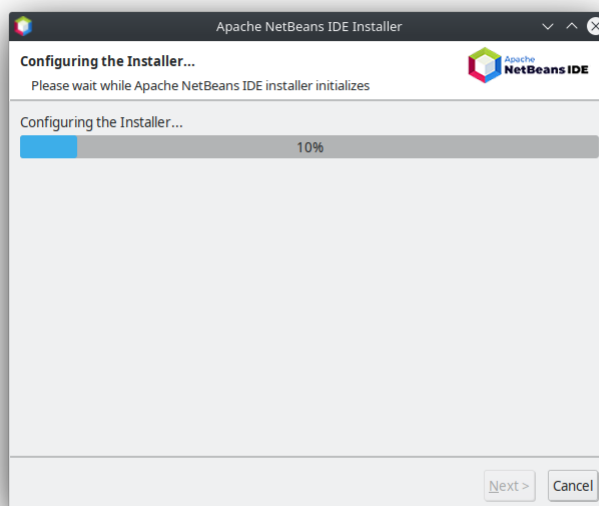 Apache NetBeans IDE Installer
Configuring the Installer...
Please wait while Apache NetBeans IDE installer initializes
Apache
NetBeans IDE
Configuring the Installer...
10%
Next >
Cancel